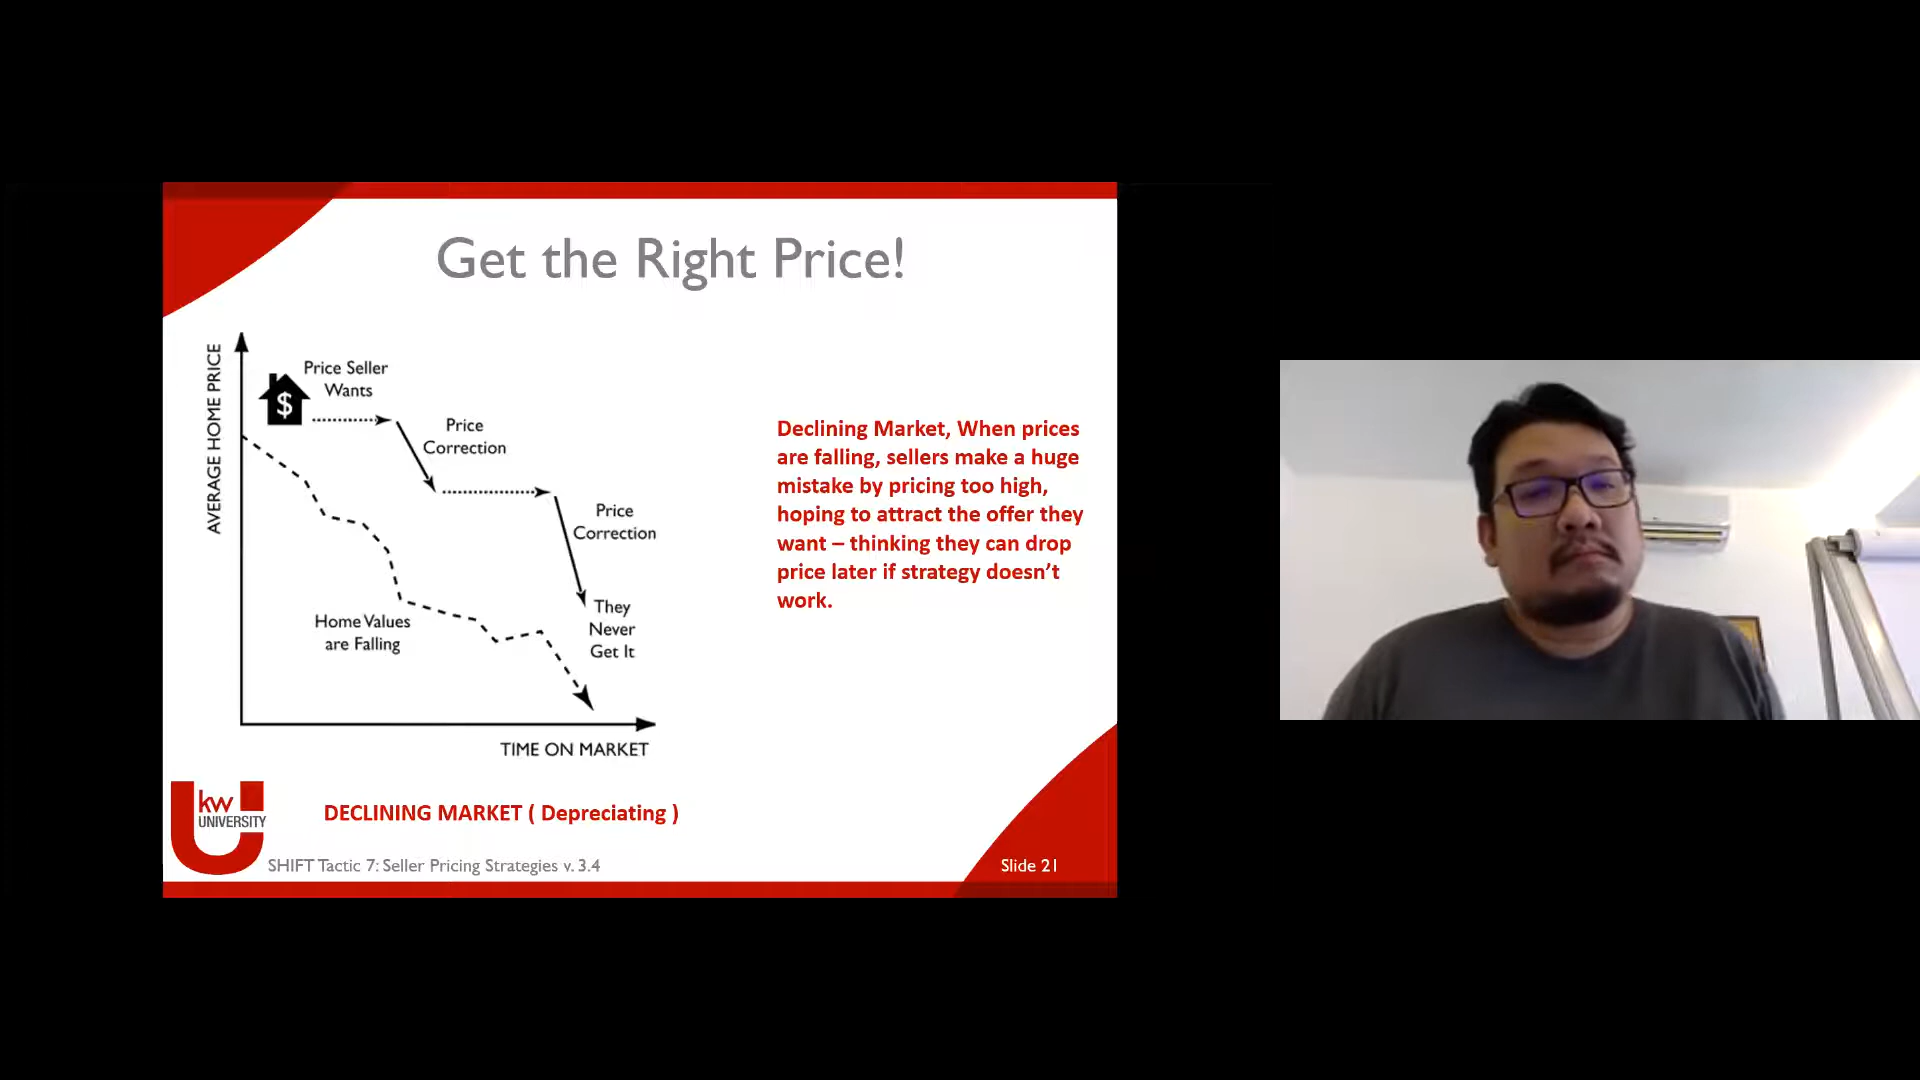 Get the Right Price!
AVERAGE HOME PRICE
$
Price Seller
Wants
Price
Correction
Price
Correction
They
Never
Get It
Home Values
are Falling
TIME ON MARKET
Declining Market, When prices
are falling, sellers make a huge
mistake by pricing too high,
hoping to attract the offer they
want – thinking they can drop
price later if strategy doesn’t
work.
kw
UNIVERSITY
DECLINING MARKET ( Depreciating )
SHIFT Tactic 7: Seller Pricing Strategies v. 3.4
Slide 21